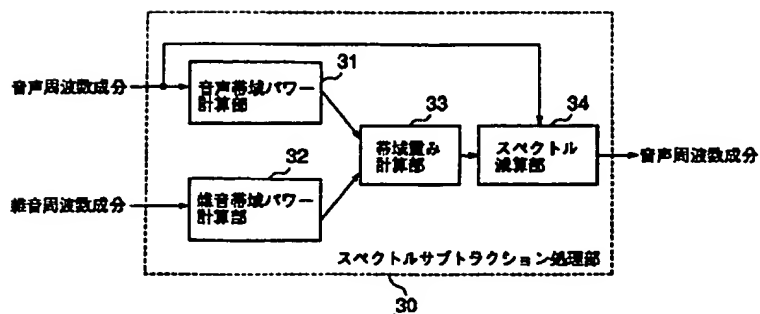 31
音声周波数成分
音声帯域パワー
計算部
33
34
帯域重み
計算部
スペクトル
減算部
音声周波数成分
32
雑音周波数成分
雑音帯域パワー
計算部
スペクトルサブトラクション処理部
30